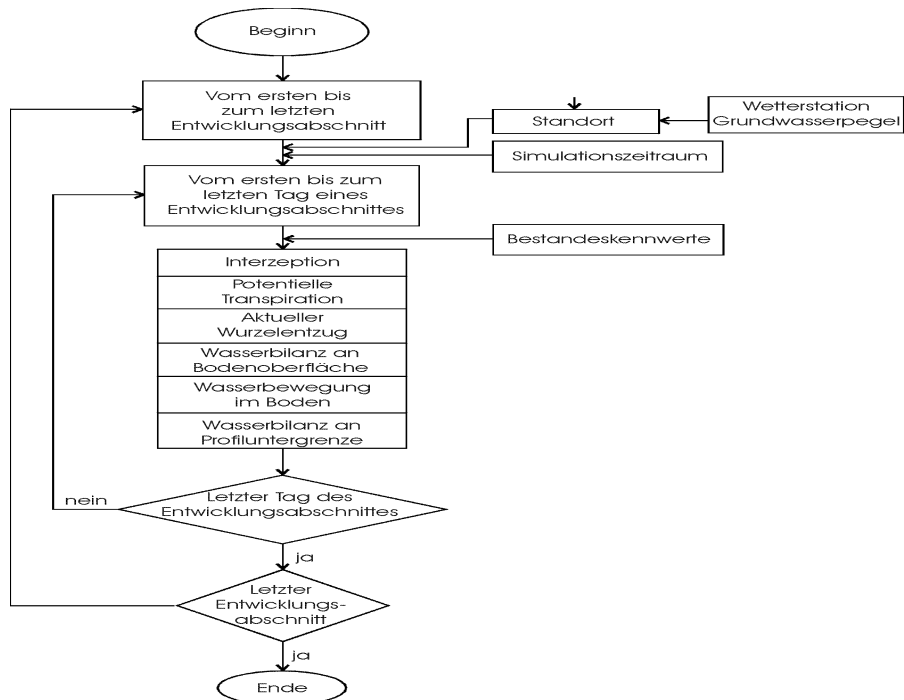 Beginn
Vom ersten bis
zum letzten
Entwicklungsabschnitt
Standort
Wetterstation
Grundwasserpegel
Simulationszeitraum
Vom ersten bis zum
letzten Tag eines
Entwicklungsabschnittes
Bestandeskennwerte
Interzeption
Potentielle
Transpiration
Aktueller
Wurzelentzug
Wasserbilanz an
Bodenoberfläche
Wasserbewegung
im Boden
Wasserbilanz an
Profiluntergrenze
nein
Letzter Tag des
Entwicklungsabschnittes
ja
Letzter
Entwicklungs-
abschnitt
ja
Ende